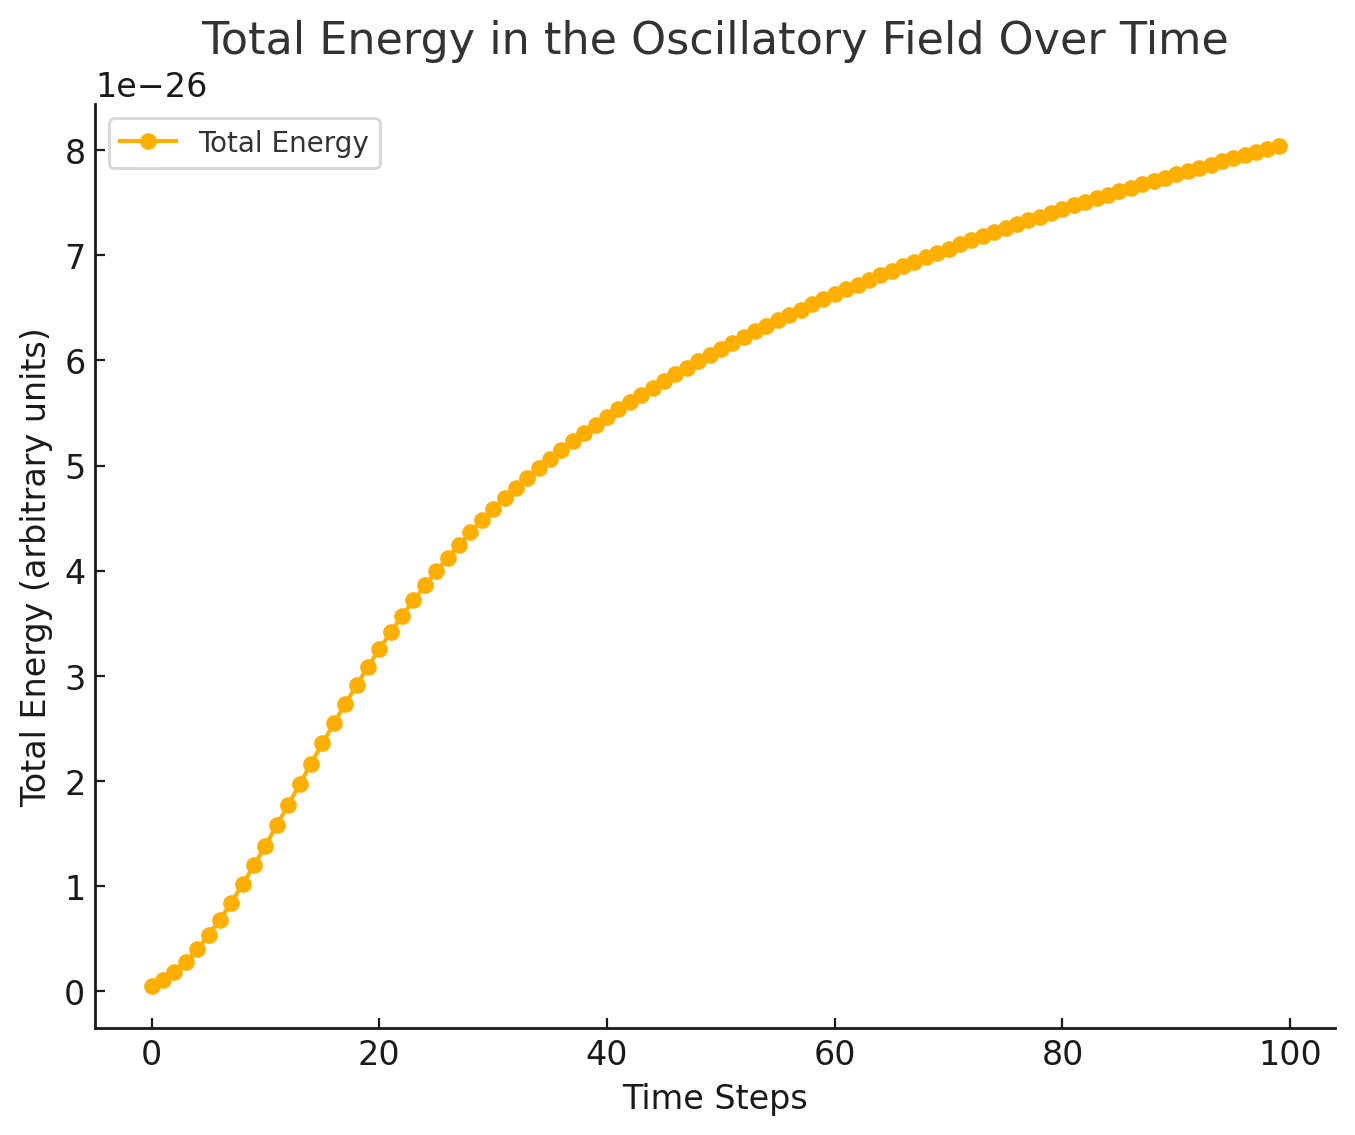 Total Energy in the Oscillatory Field Over Time
1e−26
Total Energy
8
7
6
5
4
3
2
1
0
Total Energy (arbitrary units)
0 20 40 60 80 100
Time Steps